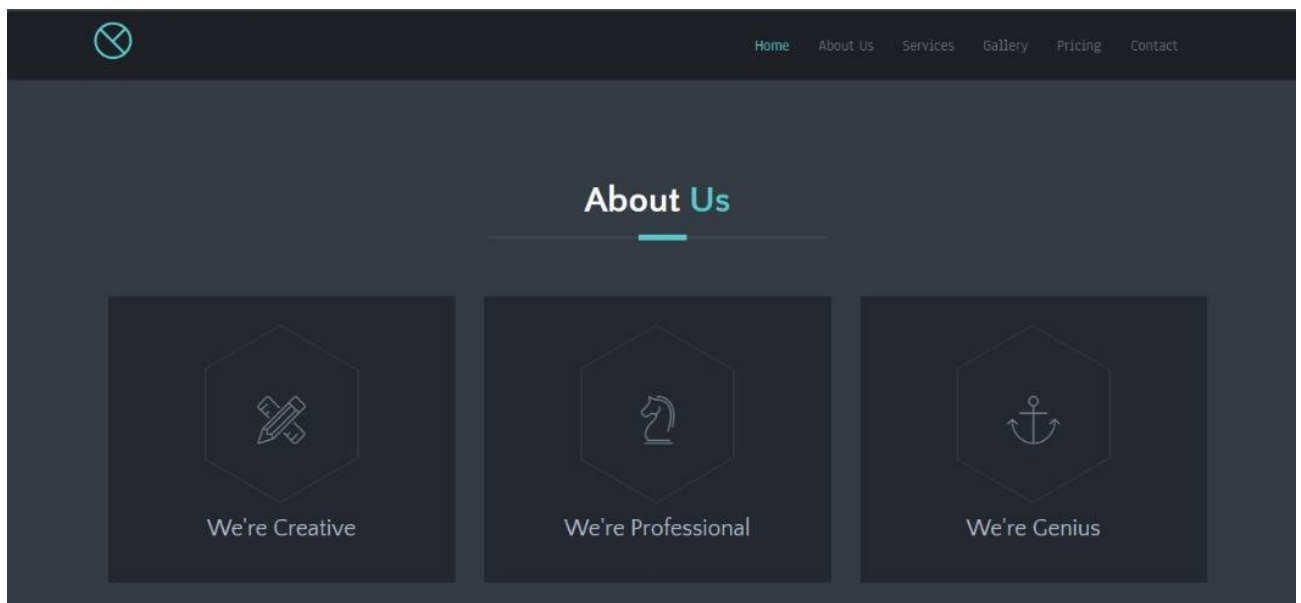 Home About Us Services Gallery Pricing Contact
About Us
We're Creative
We're Professional
We're Genius